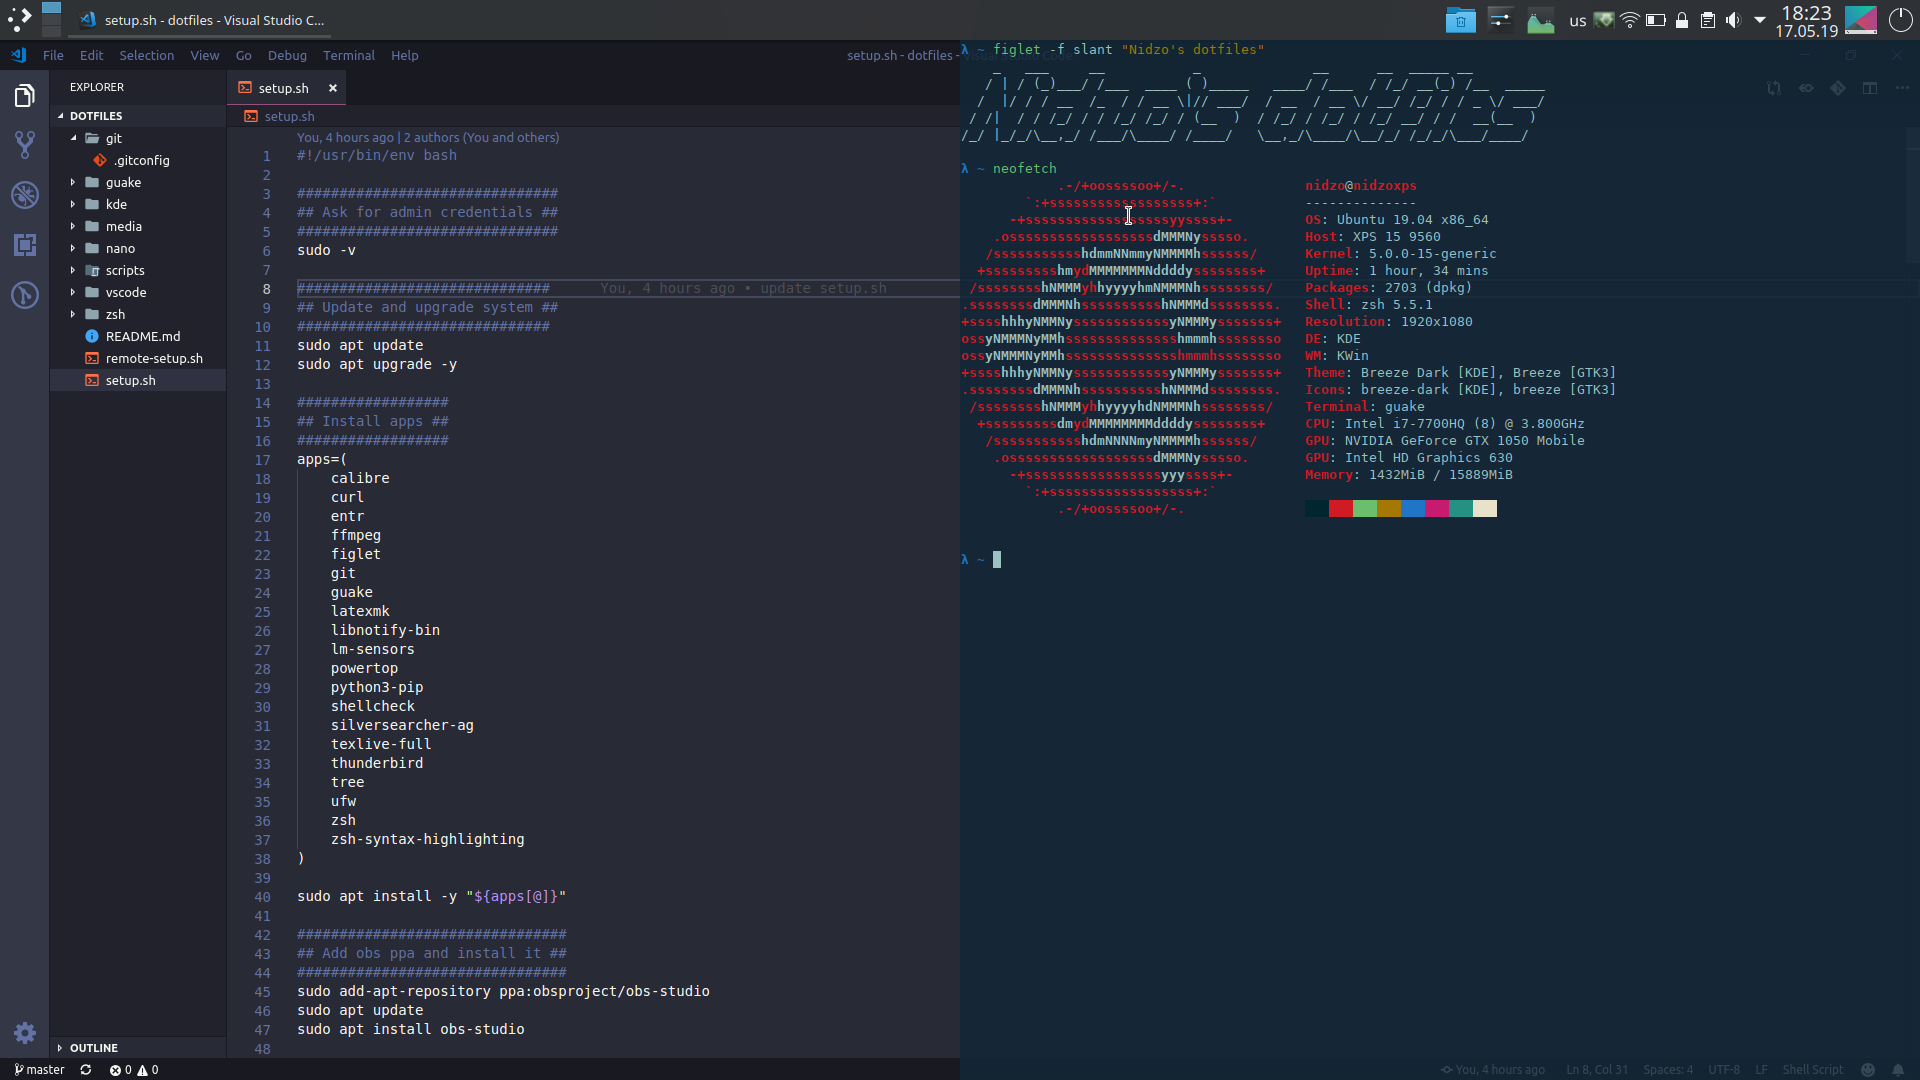 setup.sh - dotfiles - Visual Studio C...
us
18:23
17.05.19
File Edit Selection View Go Debug Terminal Help
setup.sh - dotfiles -
EXPLORER
DOTFILES
git
.gitconfig
guake
kde
media
nano
scripts
vscode
zsh
README.md
remote-setup.sh
setup.sh
OUTLINE
setup.sh
setup.sh
You, 4 hours ago | 2 authors (You and others)
1 #!/usr/bin/env bash
2
3 ###############################
4 ## Ask for admin credentials ##
5 ###############################
6 sudo -v
7
8 ############################## You, 4 hours ago • update setup.sh
9 ## Update and upgrade system ##
10 ##############################
11 sudo apt update
12 sudo apt upgrade -y
13
14 ##################
15 ## Install apps ##
16 ##################
17 apps=(
18 calibre
19 curl
20 entr
21 ffmpeg
22 figlet
23 git
24 guake
25 latexmk
26 libnotify-bin
27 lm-sensors
28 powertop
29 python3-pip
30 shellcheck
31 silversearcher-ag
32 texlive-full
33 thunderbird
34 tree
35 ufw
36 zsh
37 zsh-syntax-highlighting
38 )
39
40 sudo apt install -y "${apps[@]}"
41
42 ################################
43 ## Add obs ppa and install it ##
44 ################################
45 sudo add-apt-repository ppa:obsproject/obs-studio
46 sudo apt update
47 sudo apt install obs-studio
48
λ ~ figlet -f slant "Nidzo's dotfiles"
Nidzo's dotfiles
λ ~ neofetch
nidzo@nidzoxps
--------------
OS: Ubuntu 19.04 x86_64
Host: XPS 15 9560
Kernel: 5.0.0-15-generic
Uptime: 1 hour, 34 mins
Packages: 2703 (dpkg)
Shell: zsh 5.5.1
Resolution: 1920x1080
DE: KDE
WM: KWin
Theme: Breeze Dark [KDE], Breeze [GTK3]
Icons: breeze-dark [KDE], breeze [GTK3]
Terminal: guake
CPU: Intel i7-7700HQ (8) @ 3.800GHz
GPU: NVIDIA GeForce GTX 1050 Mobile
GPU: Intel HD Graphics 630
Memory: 1432MiB / 15889MiB
λ ~
master 0 0
You, 4 hours ago Ln 8, Col 31 Spaces: 4 UTF-8 LF Shell Script